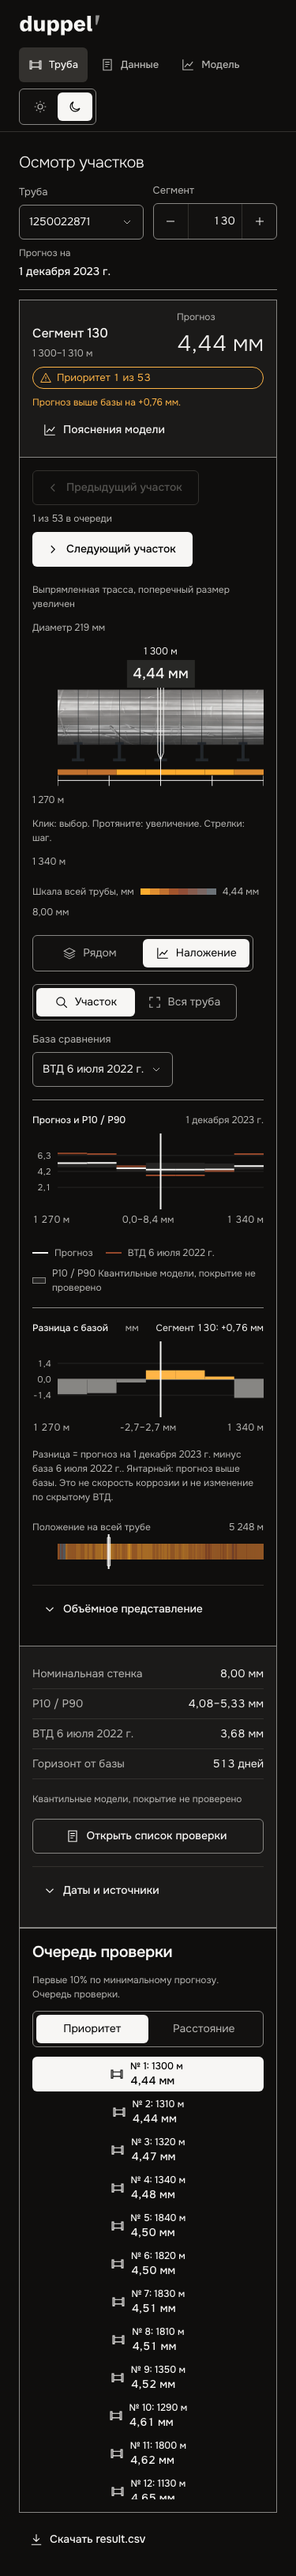 duppel′
Труба
Данные
Модель
Осмотр участков
Труба
Сегмент
1250022871
130
Прогноз на
1 декабря 2023 г.
Прогноз
Сегмент 130
4,44 мм
1 300–1 310 м
Приоритет 1 из 53
Прогноз выше базы на +0,76 мм.
Пояснения модели
Предыдущий участок
1 из 53 в очереди
Следующий участок
Выпрямленная трасса, поперечный размер
увеличен
Диаметр 219 мм
1 300 м
4,44 мм
1 270 м
Клик: выбор. Протяните: увеличение. Стрелки:
шаг.
1 340 м
Шкала всей трубы, мм
4,44 мм
8,00 мм
Рядом
Наложение
Участок
Вся труба
База сравнения
ВТД 6 июля 2022 г.
Прогноз и P10 / P90
1 декабря 2023 г.
6,3
4,2
2,1
1 270 м
0,0–8,4 мм
1 340 м
Прогноз
ВТД 6 июля 2022 г.
P10 / P90 Квантильные модели, покрытие не
проверено
Разница с базой
мм
Сегмент 130: +0,76 мм
1,4
0,0
−1,4
1 270 м
-2,7–2,7 мм
1 340 м
Разница = прогноз на 1 декабря 2023 г. минус
база 6 июля 2022 г.. Янтарный: прогноз выше
базы. Это не скорость коррозии и не изменение
по скрытому ВТД.
Положение на всей трубе
5 248 м
Объёмное представление
Номинальная стенка
8,00 мм
P10 / P90
4,08–5,33 мм
ВТД 6 июля 2022 г.
3,68 мм
Горизонт от базы
513 дней
Квантильные модели, покрытие не проверено
Открыть список проверки
Даты и источники
Очередь проверки
Первые 10% по минимальному прогнозу.
Очередь проверки.
Приоритет
Расстояние
№ 1: 1300 м
4,44 мм
№ 2: 1310 м
4,44 мм
№ 3: 1320 м
4,47 мм
№ 4: 1340 м
4,48 мм
№ 5: 1840 м
4,50 мм
№ 6: 1820 м
4,50 мм
№ 7: 1830 м
4,51 мм
№ 8: 1810 м
4,51 мм
№ 9: 1350 м
4,52 мм
№ 10: 1290 м
4,61 мм
№ 11: 1800 м
4,62 мм
№ 12: 1130 м
4,65 мм
Скачать result.csv